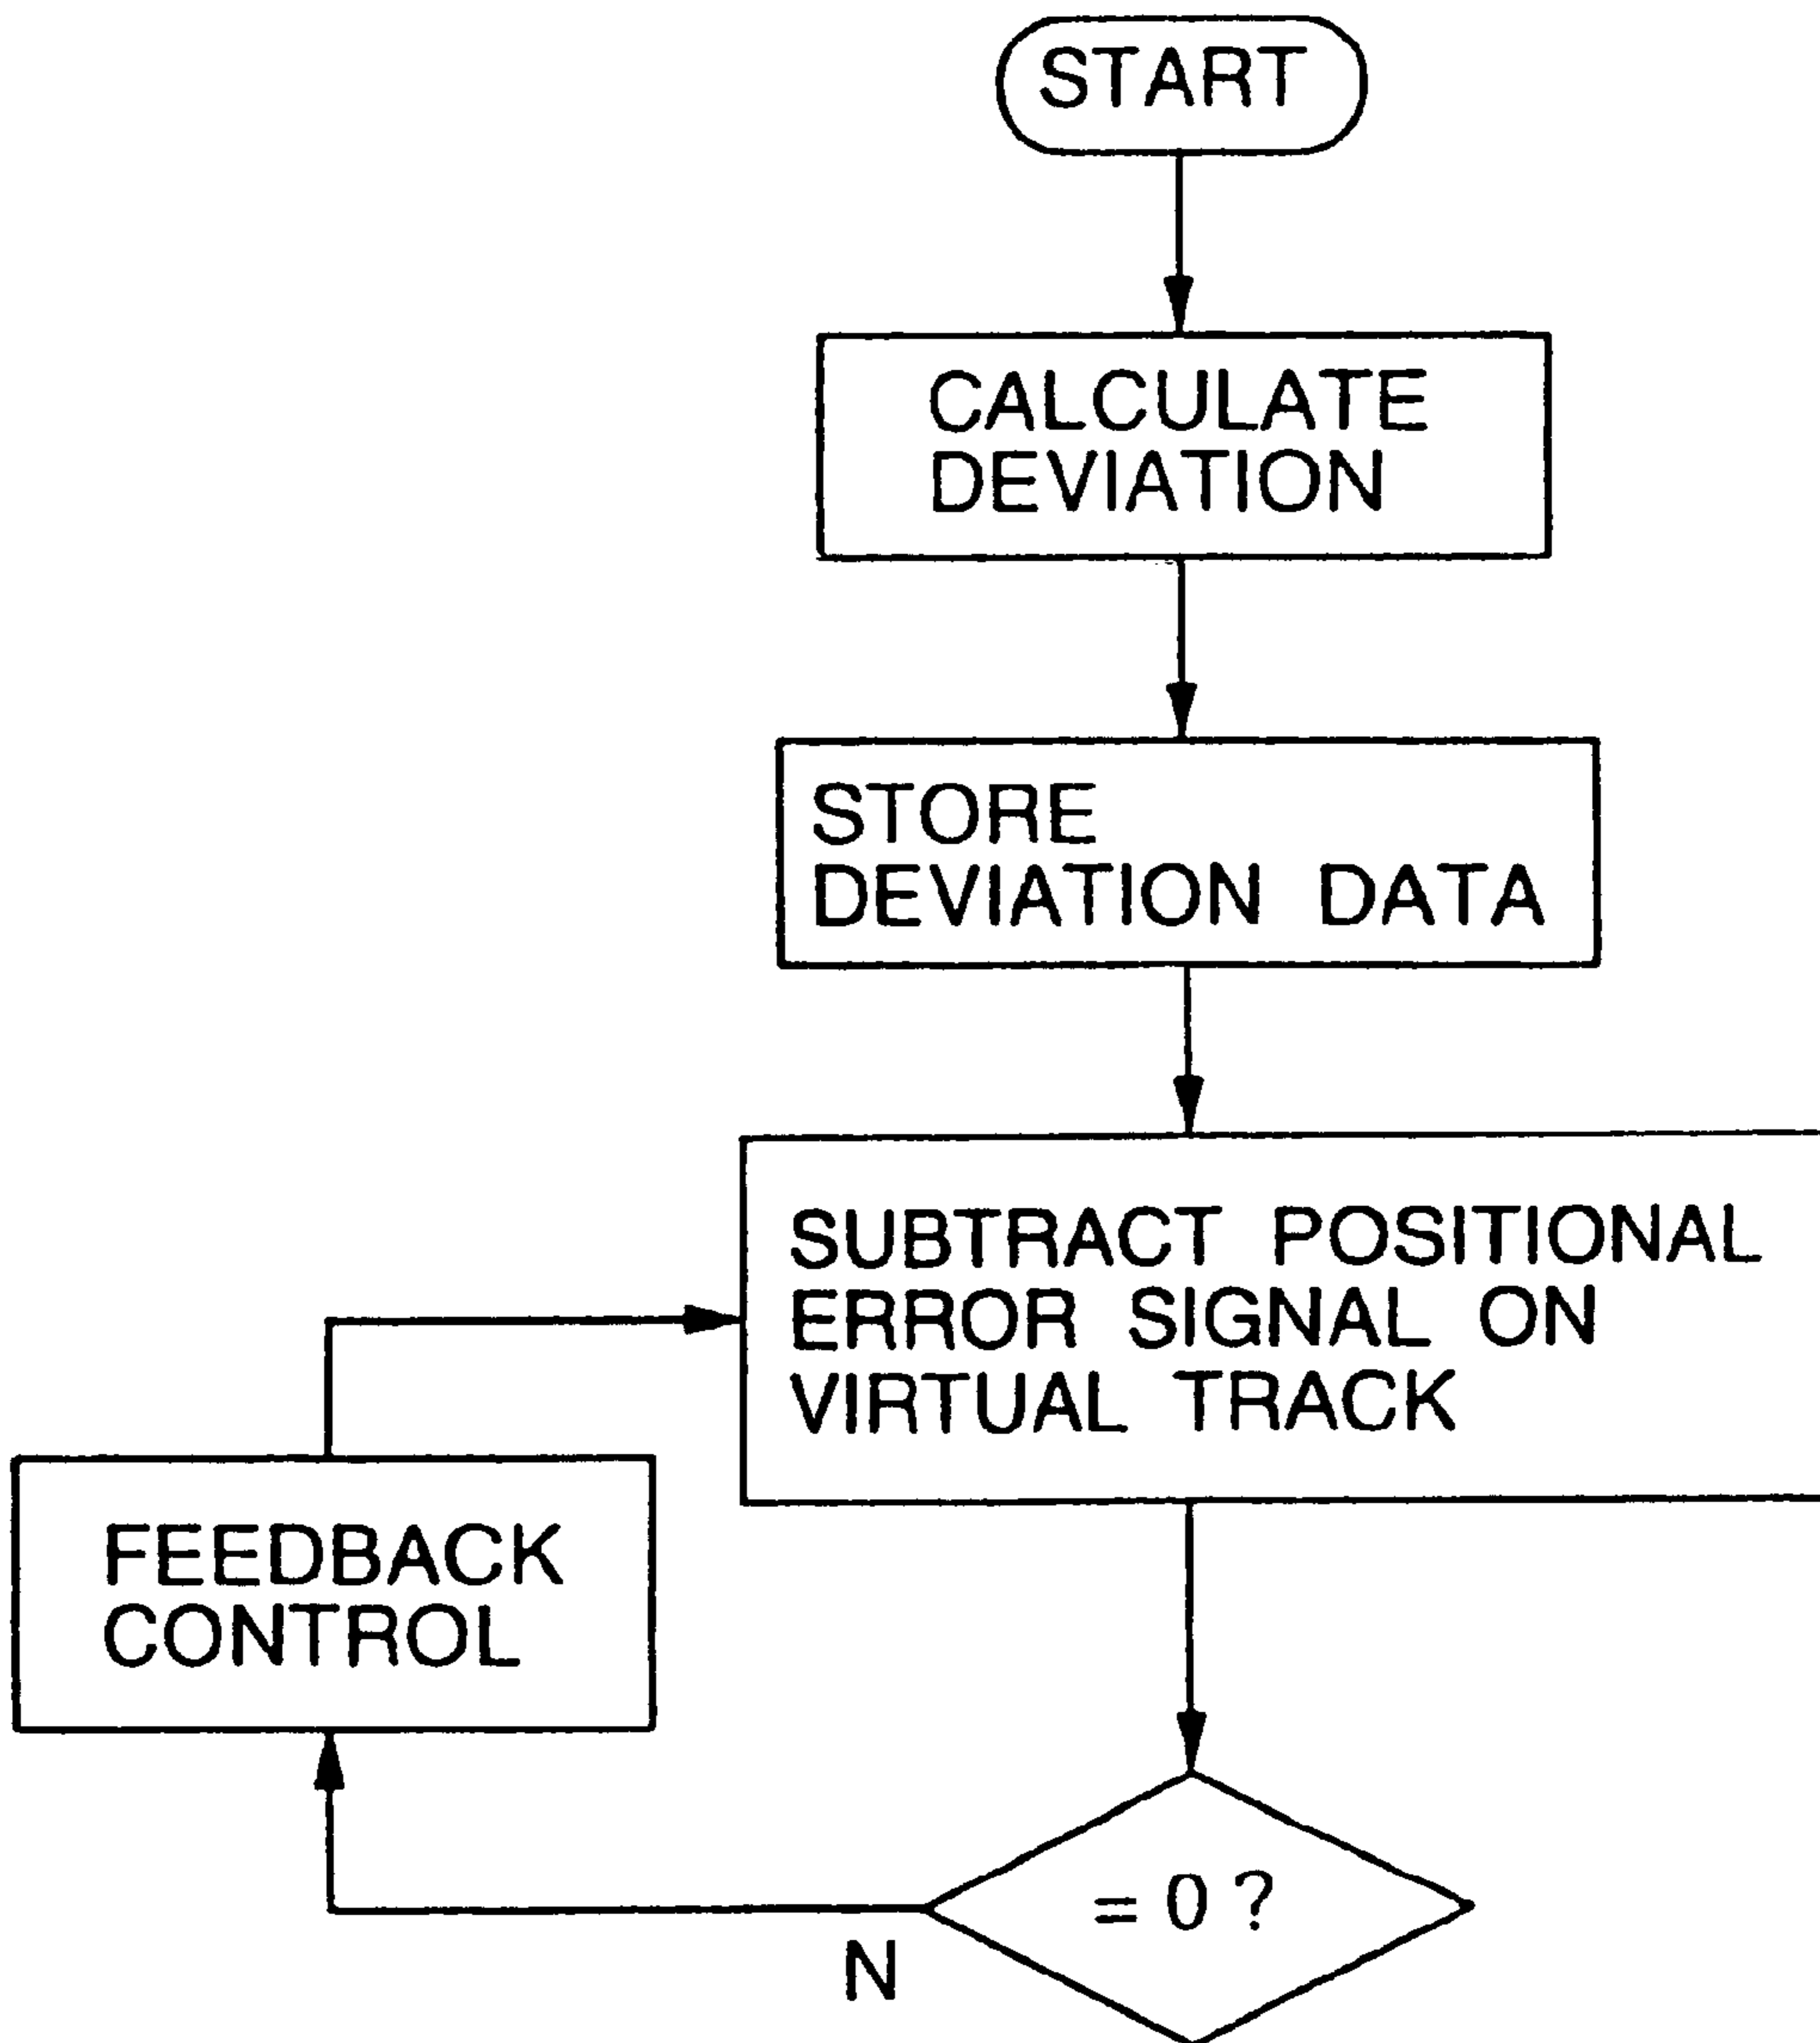 START
CALCULATE
DEVIATION
STORE
DEVIATION DATA
SUBTRACT POSITIONAL
ERROR SIGNAL ON
VIRTUAL TRACK
FEEDBACK
CONTROL
= 0 ?
N